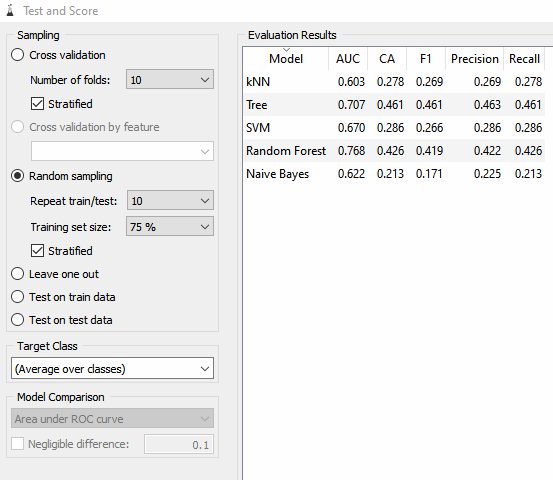 Test and Score
Sampling
Cross validation
Number of folds: 10
Stratified
Cross validation by feature
Random sampling
Repeat train/test: 10
Training set size: 75 %
Stratified
Leave one out
Test on train data
Test on test data
Target Class
(Average over classes)
Model Comparison
Area under ROC curve
Negligible difference: 0.1
Evaluation Results
Model AUC CA F1 Precision Recall
kNN 0.603 0.278 0.269 0.269 0.278
Tree 0.707 0.461 0.461 0.463 0.461
SVM 0.670 0.286 0.266 0.286 0.286
Random Forest 0.768 0.426 0.419 0.422 0.426
Naive Bayes 0.622 0.213 0.171 0.225 0.213